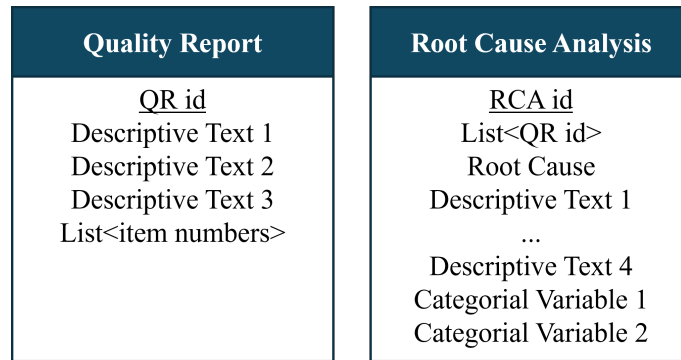 Quality Report
QR id
Descriptive Text 1
Descriptive Text 2
Descriptive Text 3
List<item numbers>
Root Cause Analysis
RCA id
List<QR id>
Root Cause
Descriptive Text 1
...
Descriptive Text 4
Categorial Variable 1
Categorial Variable 2